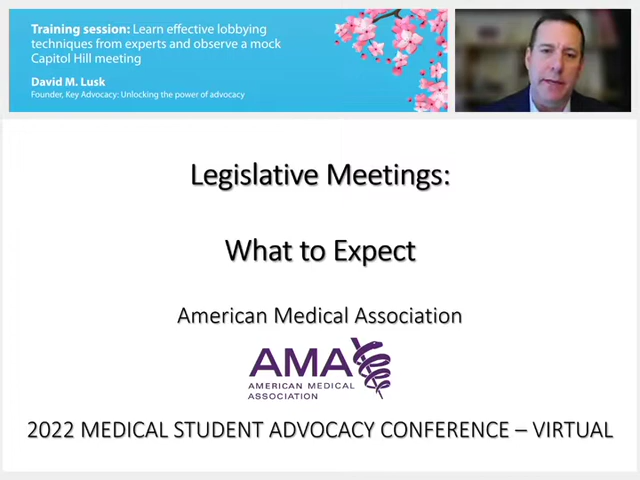 Training session: Learn effective lobbying
techniques from experts and observe a mock
Capitol Hill meeting
David M. Lusk
Founder, Key Advocacy: Unlocking the power of advocacy
Legislative Meetings:
What to Expect
American Medical Association
AMA
AMERICAN MEDICAL
ASSOCIATION
2022 MEDICAL STUDENT ADVOCACY CONFERENCE – VIRTUAL